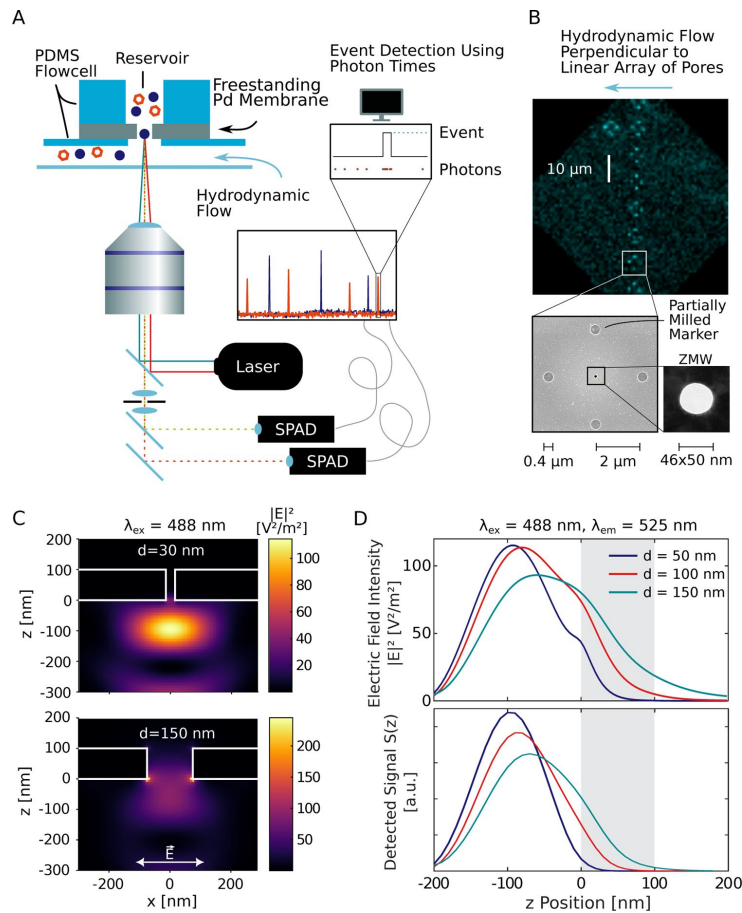 A
PDMS
Flowcell
Reservoir
Freestanding
Pd Membrane
Hydrodynamic
Flow
Event Detection Using
Photon Times
Event
Photons
Laser
SPAD
SPAD
B
Hydrodynamic Flow
Perpendicular to
Linear Array of Pores
10 μm
Partially
Milled
Marker
ZMW
0.4 μm
2 μm
46x50 nm
C
λex = 488 nm
|E|²
[V²/m²]
d=30 nm
200
100
0
-100
-200
-300
z [nm]
100
80
60
40
20
d=150 nm
200
100
0
-100
-200
-300
z [nm]
E⃗
-200
0
200
x [nm]
200
150
100
50
D
λex = 488 nm, λem = 525 nm
Electric Field Intensity
|E|² [V²/m²]
100
50
0
d = 50 nm
d = 100 nm
d = 150 nm
Detected Signal S(z)
[a.u.]
-200
-100
0
100
200
z Position [nm]